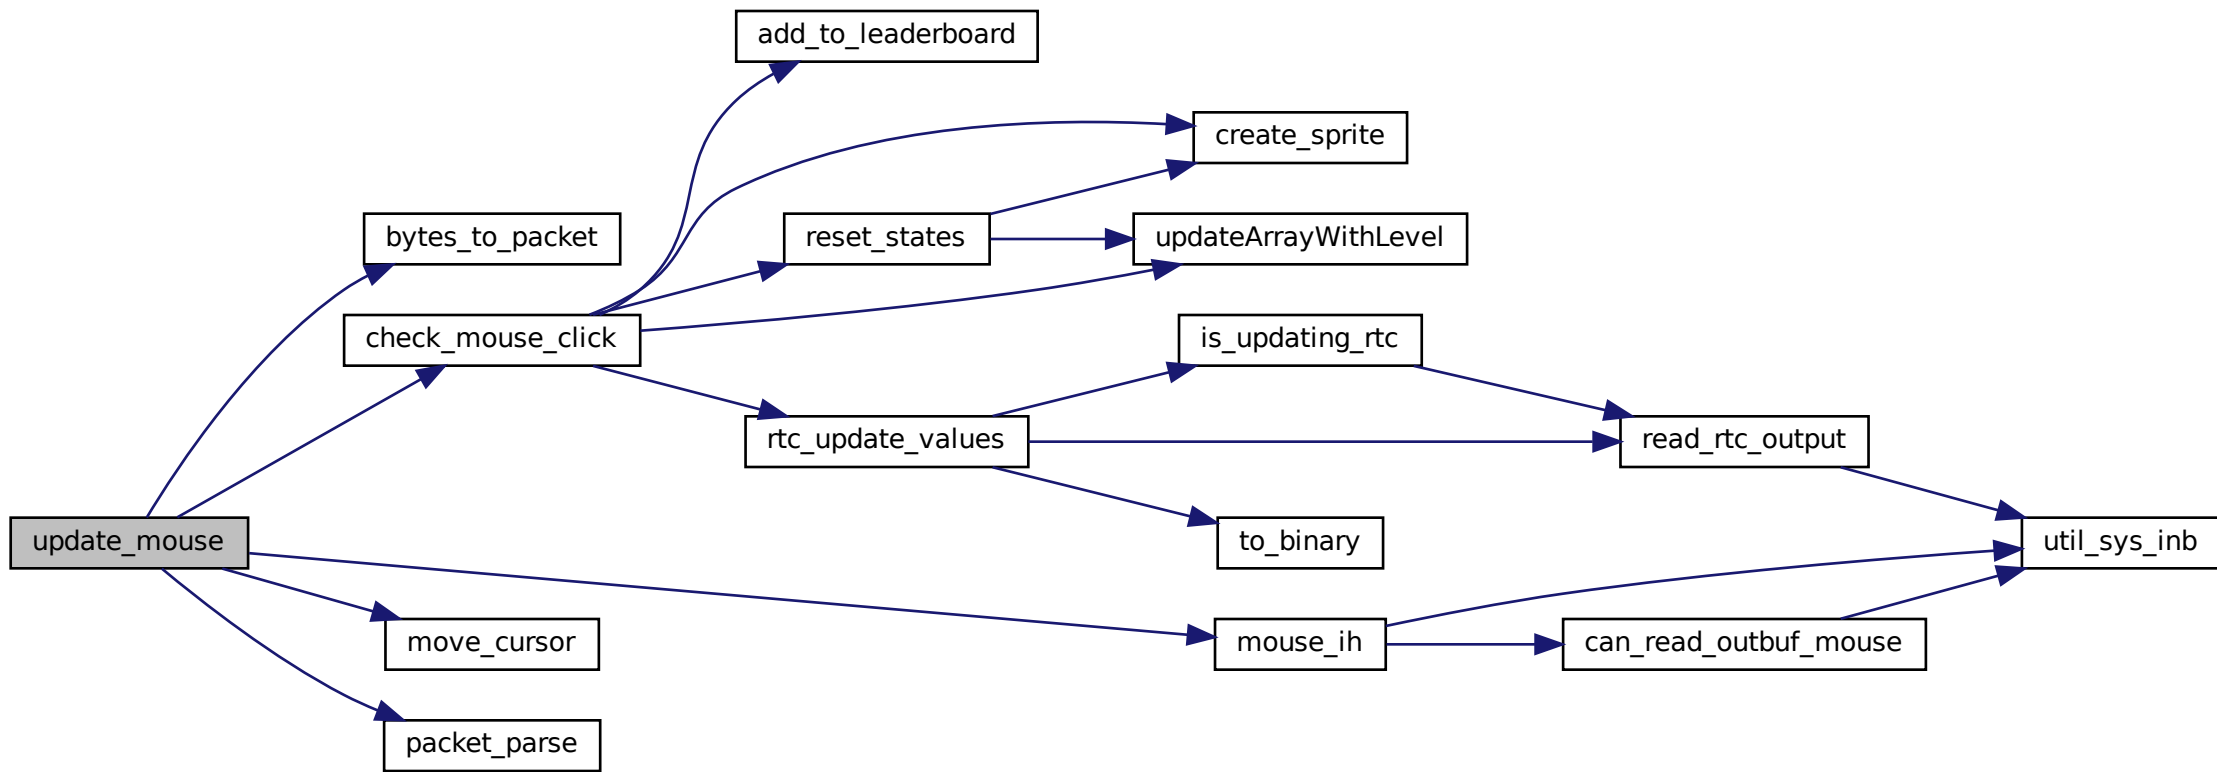 add_to_leaderboard
create_sprite
bytes_to_packet
reset_states
updateArrayWithLevel
check_mouse_click
is_updating_rtc
rtc_update_values
read_rtc_output
update_mouse
to_binary
util_sys_inb
move_cursor
mouse_ih
can_read_outbuf_mouse
packet_parse